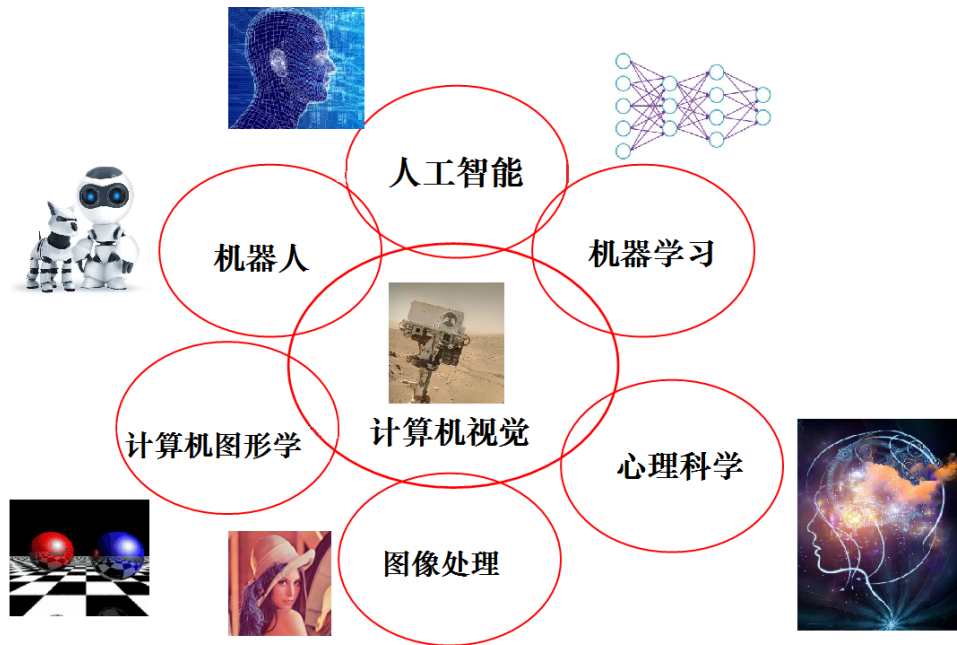 人工智能
机器人
机器学习
计算机视觉
计算机图形学
心理科学
图像处理